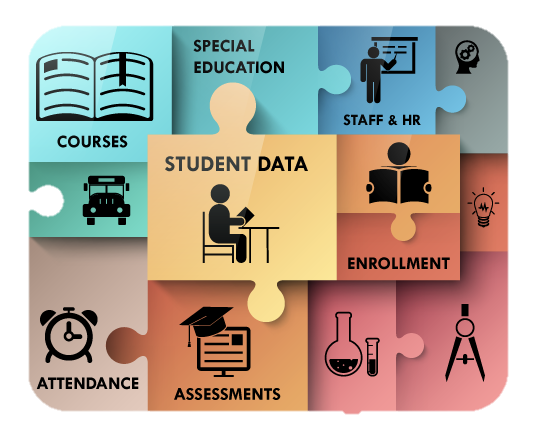 SPECIAL
EDUCATION
COURSES
STAFF & HR
STUDENT DATA
ENROLLMENT
ATTENDANCE
ASSESSMENTS